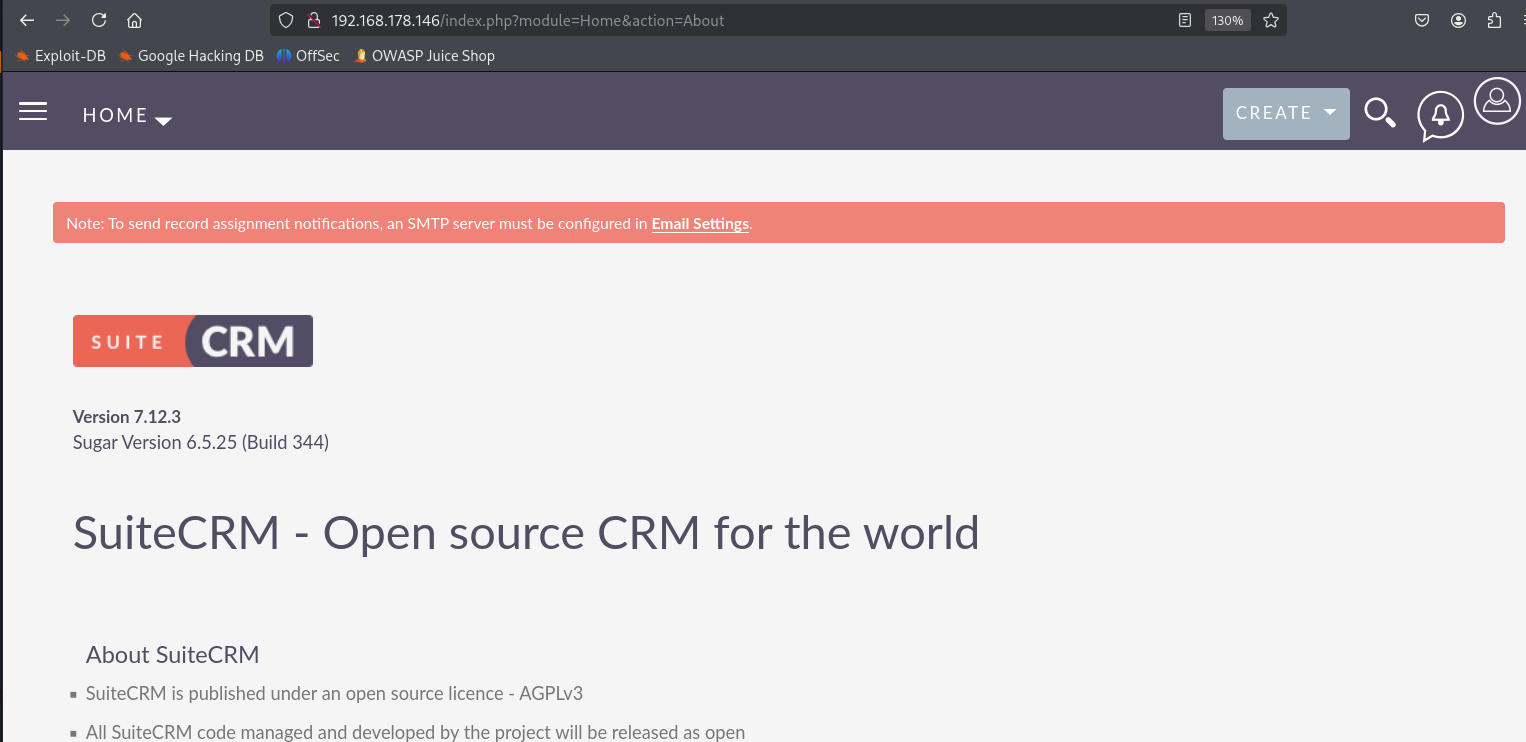 192.168.178.146/index.php?module=Home&action=About
130%
Exploit-DB Google Hacking DB OffSec OWASP Juice Shop
HOME CREATE
Note: To send record assignment notifications, an SMTP server must be configured in Email Settings.
SUITE CRM
Version 7.12.3
Sugar Version 6.5.25 (Build 344)
SuiteCRM - Open source CRM for the world
About SuiteCRM
SuiteCRM is published under an open source licence - AGPLv3
All SuiteCRM code managed and developed by the project will be released as open